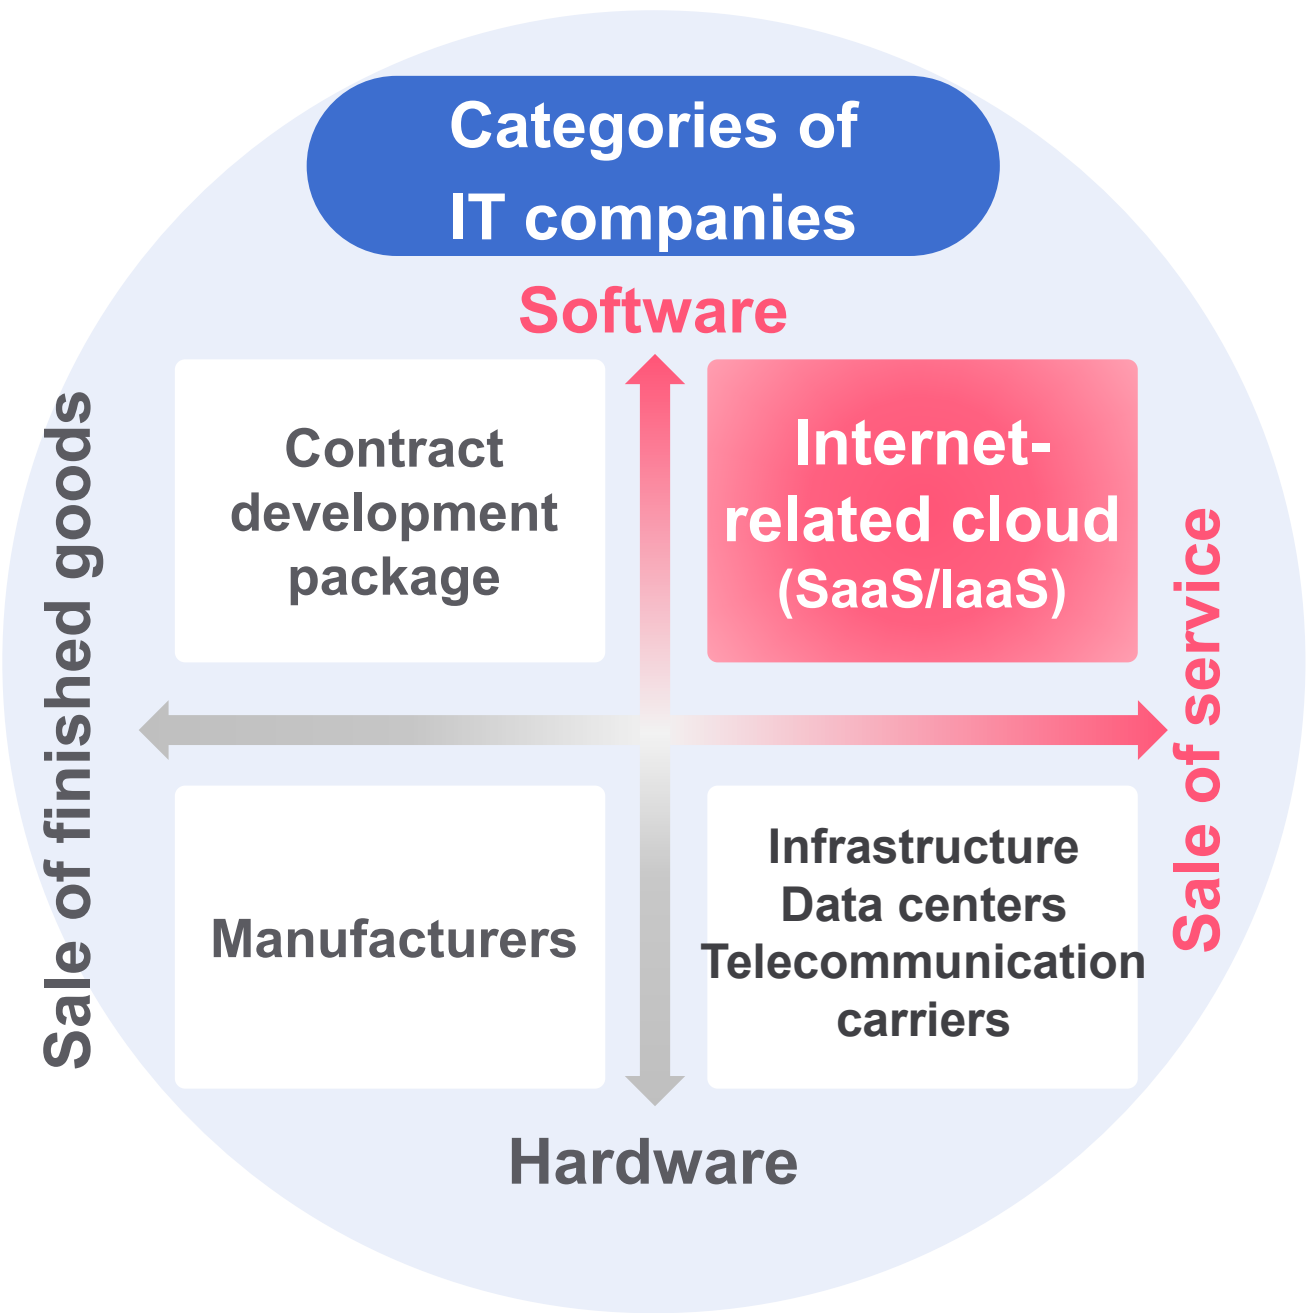 Categories of
IT companies
Software
Sale of finished goods
Contract
development
package
Internet-
related cloud
(SaaS/IaaS)
Sale of service
Manufacturers
Infrastructure
Data centers
Telecommunication
carriers
Hardware